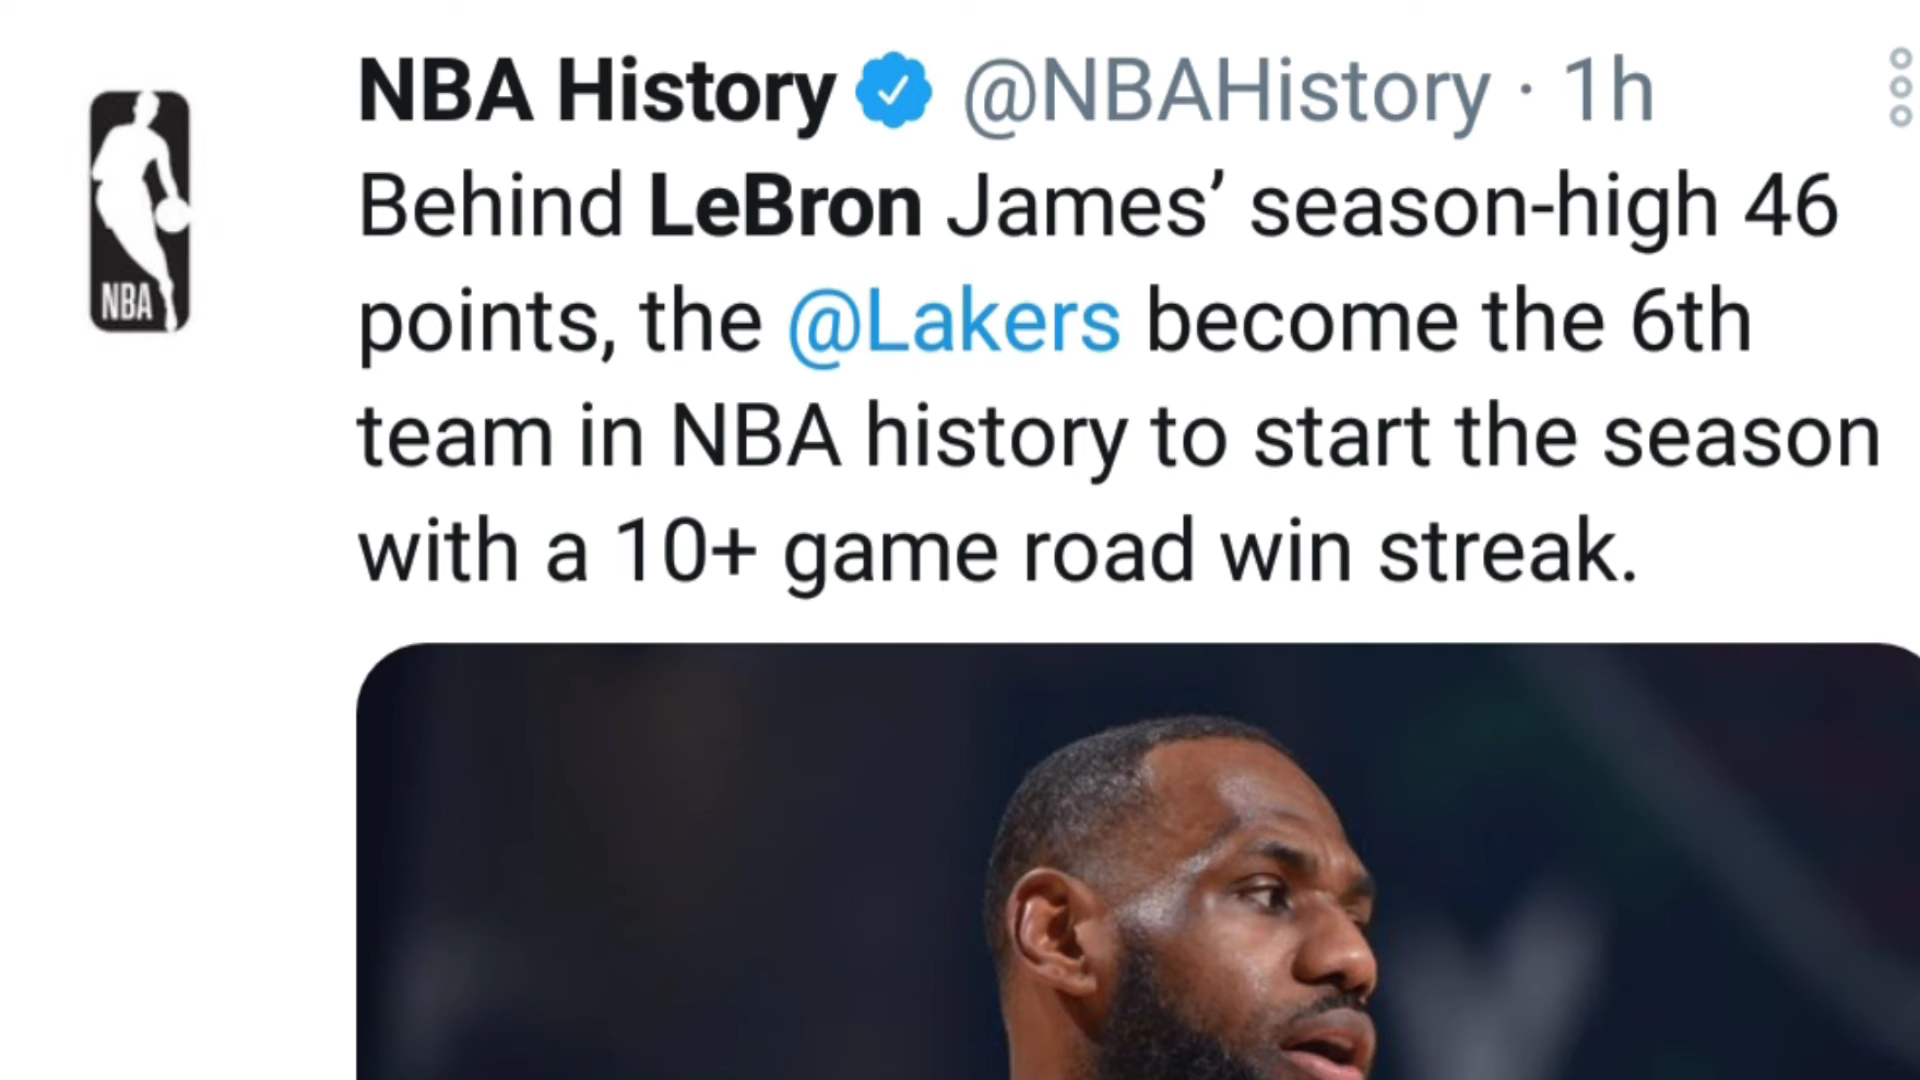 NBA History @NBAHistory · 1h
Behind LeBron James’ season-high 46
points, the @Lakers become the 6th
team in NBA history to start the season
with a 10+ game road win streak.
NBA